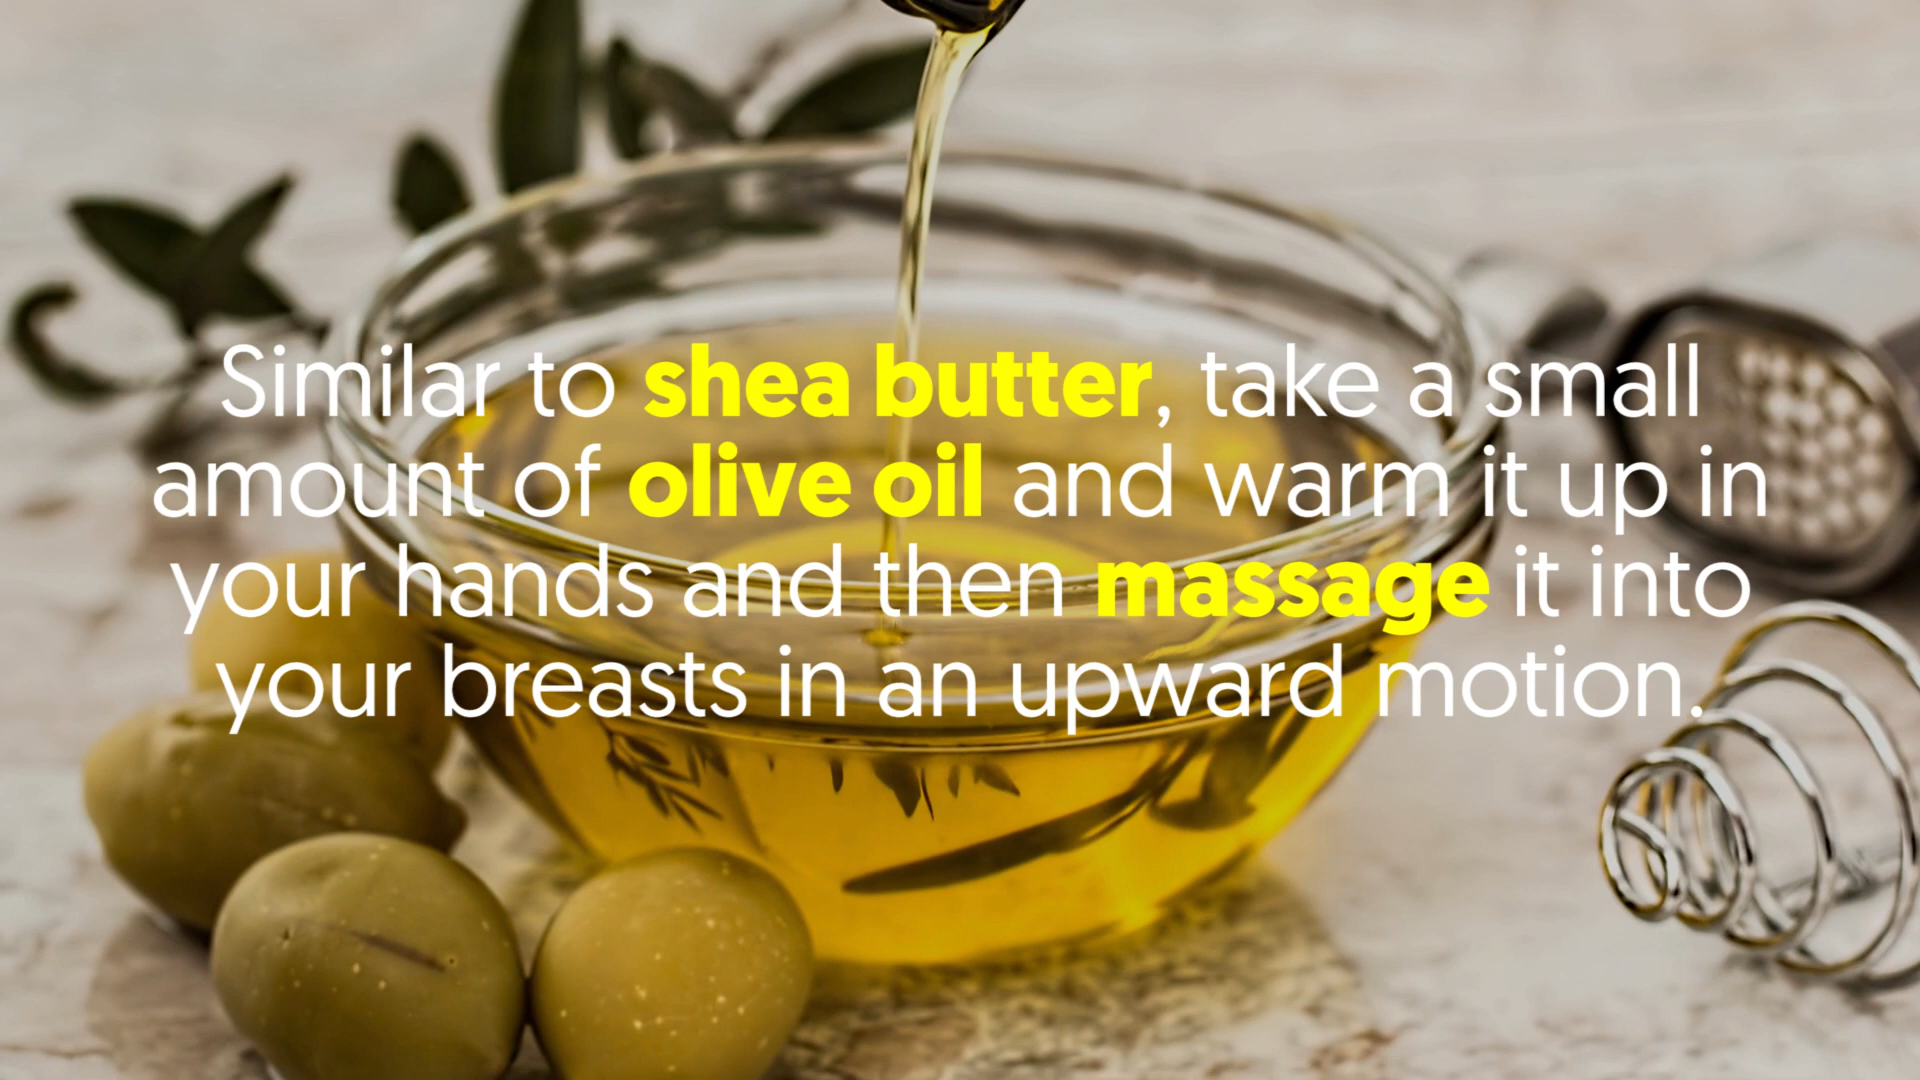 Similar to shea butter, take a small
amount of olive oil and warm it up in
your hands and then massage it into
your breasts in an upward motion.